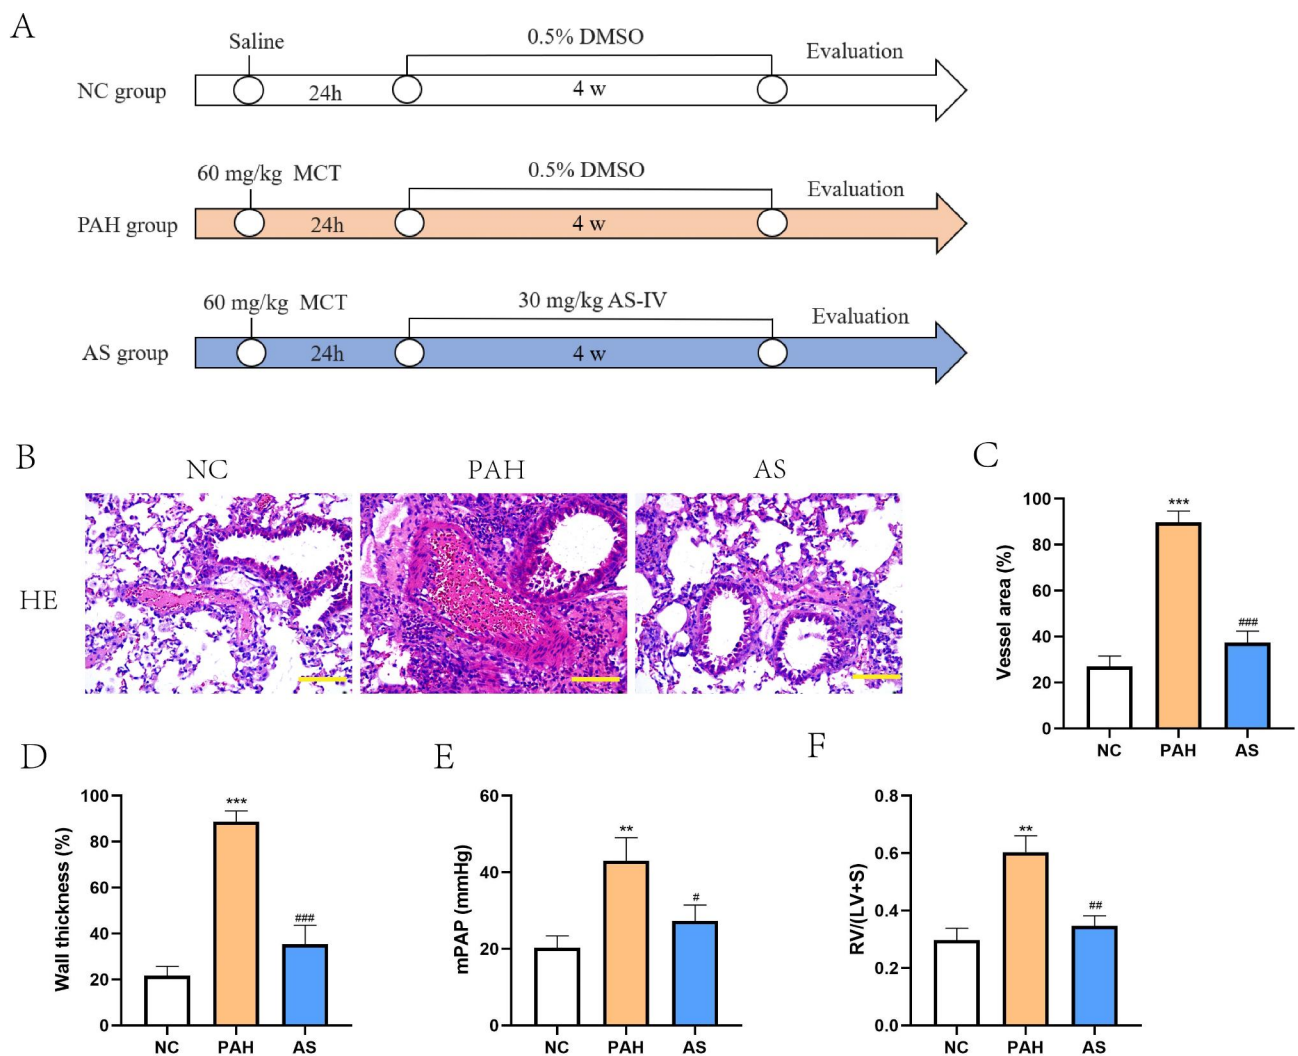 A
Saline
0.5% DMSO
Evaluation
NC group
24h
4 w
60 mg/kg MCT
0.5% DMSO
Evaluation
PAH group
24h
4 w
60 mg/kg MCT
30 mg/kg AS-IV
Evaluation
AS group
24h
4 w
B
NC
PAH
AS
HE
C
Vessel area (%)
100
80
60
40
20
0
***
###
NC
PAH
AS
D
Wall thickness (%)
100
80
60
40
20
0
***
###
NC
PAH
AS
E
mPAP (mmHg)
60
40
20
0
**
#
NC
PAH
AS
F
RV/(LV+S)
0.8
0.6
0.4
0.2
0.0
**
##
NC
PAH
AS